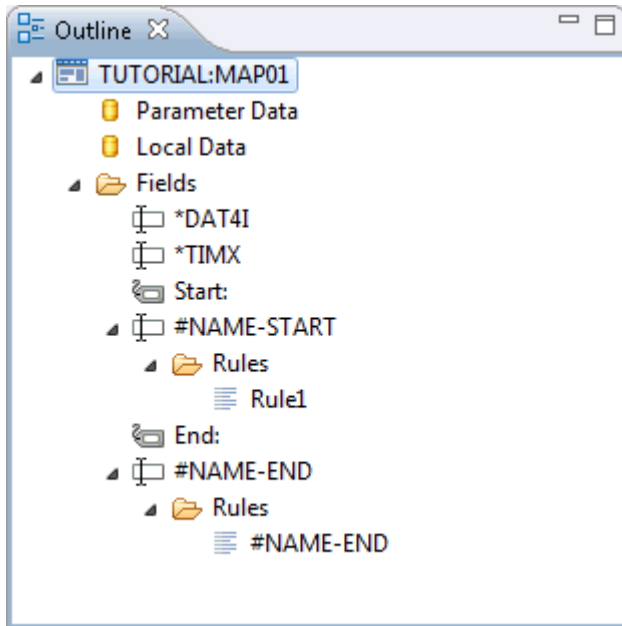 Outline
TUTORIAL:MAP01
Parameter Data
Local Data
Fields
*DAT4I
*TIMX
Start:
#NAME-START
Rules
Rule1
End:
#NAME-END
Rules
#NAME-END